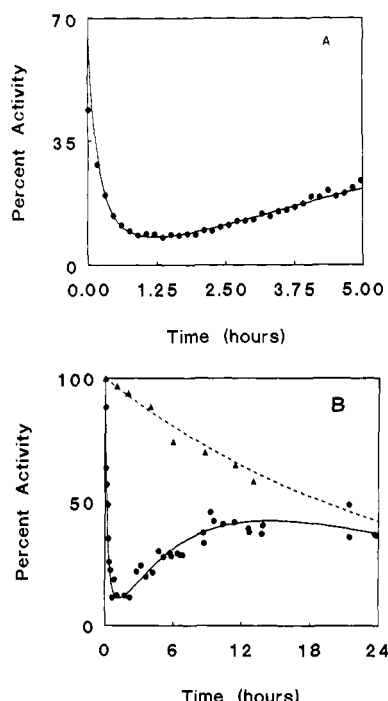 70
A
35
0
Percent Activity
0.00 1.25 2.50 3.75 5.00
Time (hours)
100
B
50
0
Percent Activity
0 6 12 18 24
Time (hours)